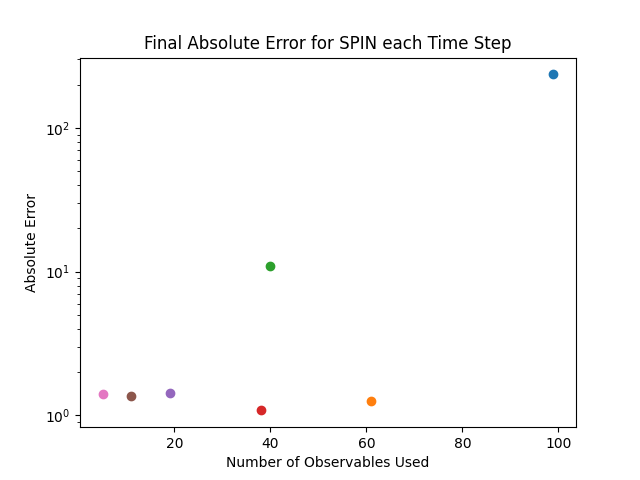 Final Absolute Error for SPIN each Time Step
Absolute Error
10²
10¹
10⁰
20 40 60 80 100
Number of Observables Used